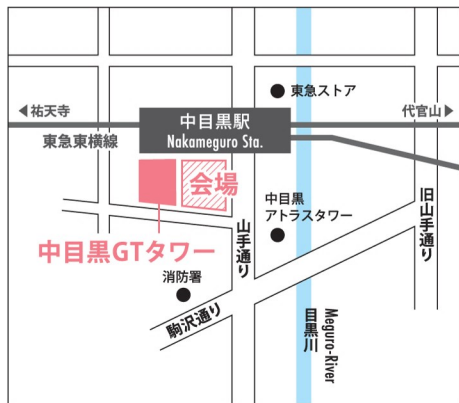 東急ストア
◀祐天寺
代官山▶
中目黒駅
Nakameguro Sta.
東急東横線
会場
中目黒
アトラスタワー
旧山手通り
山手通り
中目黒GTタワー
消防署
駒沢通り
Meguro-River
目黒川